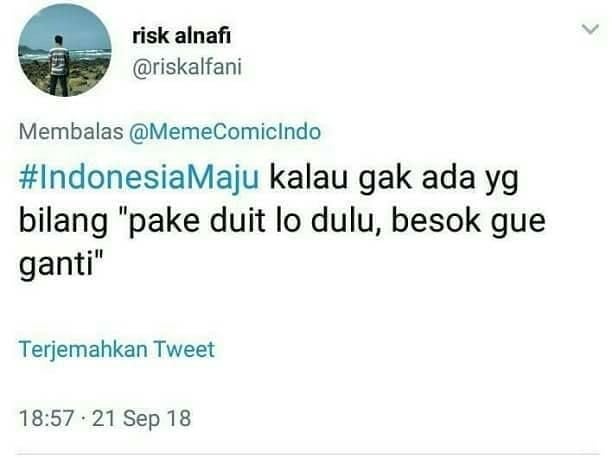 risk alnafi
@riskalfani
Membalas @MemeComicIndo
#IndonesiaMaju kalau gak ada yg
bilang "pake duit lo dulu, besok gue
ganti"
Terjemahkan Tweet
18:57 · 21 Sep 18